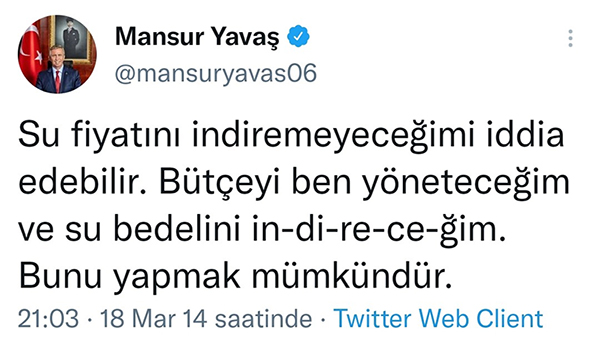 Mansur Yavaş
@mansuryavas06
Su fiyatını indiremeyeceğimi iddia
edebilir. Bütçeyi ben yöneteceğim
ve su bedelini in-di-re-ce-ğim.
Bunu yapmak mümkündür.
21:03 · 18 Mar 14 saatinde · Twitter Web Client